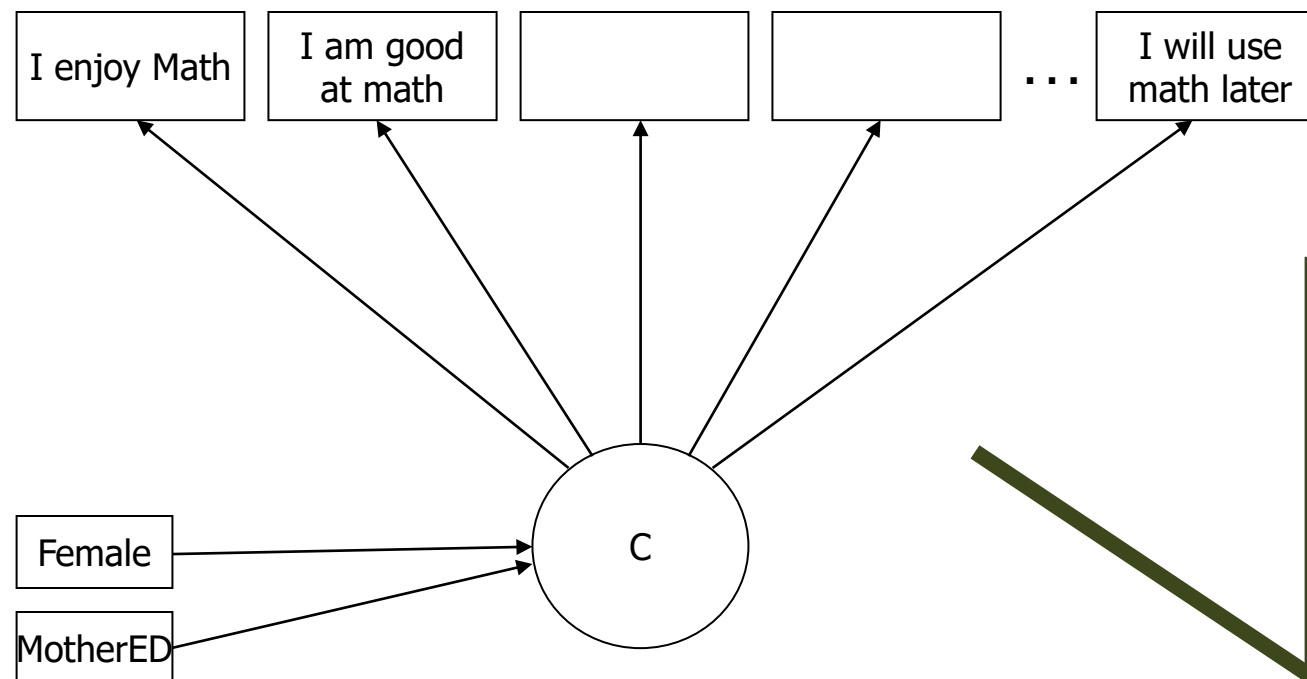 I enjoy Math
I am good
at math
...
I will use
math later
Female
C
MotherED